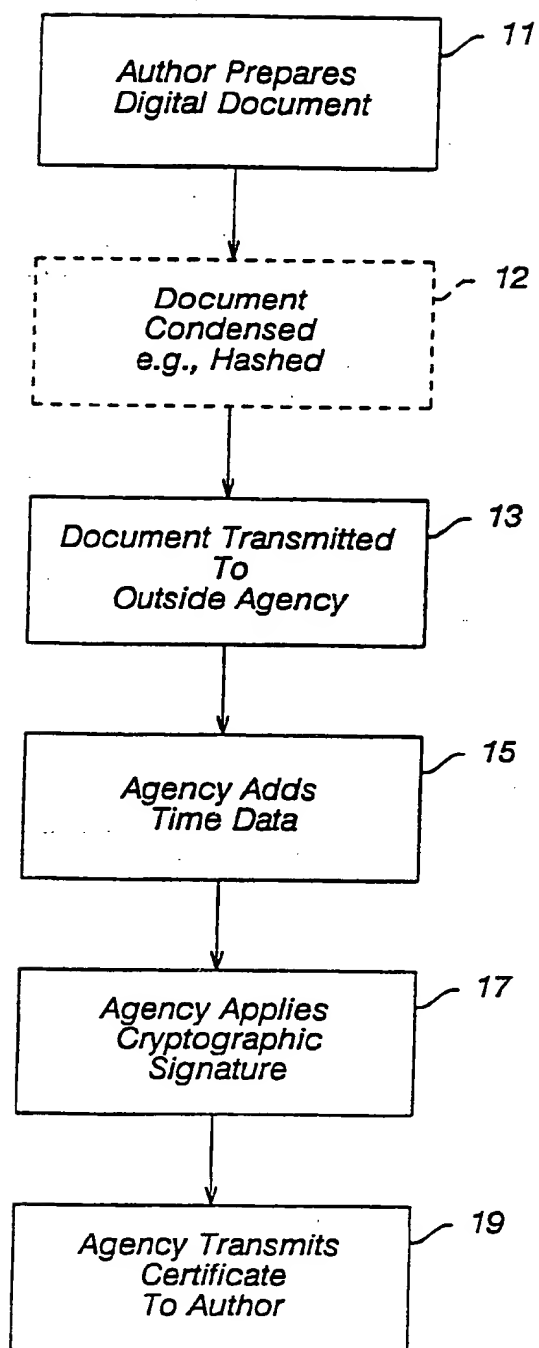 11
Author Prepares
Digital Document
12
Document
Condensed
e.g., Hashed
13
Document Transmitted
To
Outside Agency
15
Agency Adds
Time Data
17
Agency Applies
Cryptographic
Signature
19
Agency Transmits
Certificate
To Author